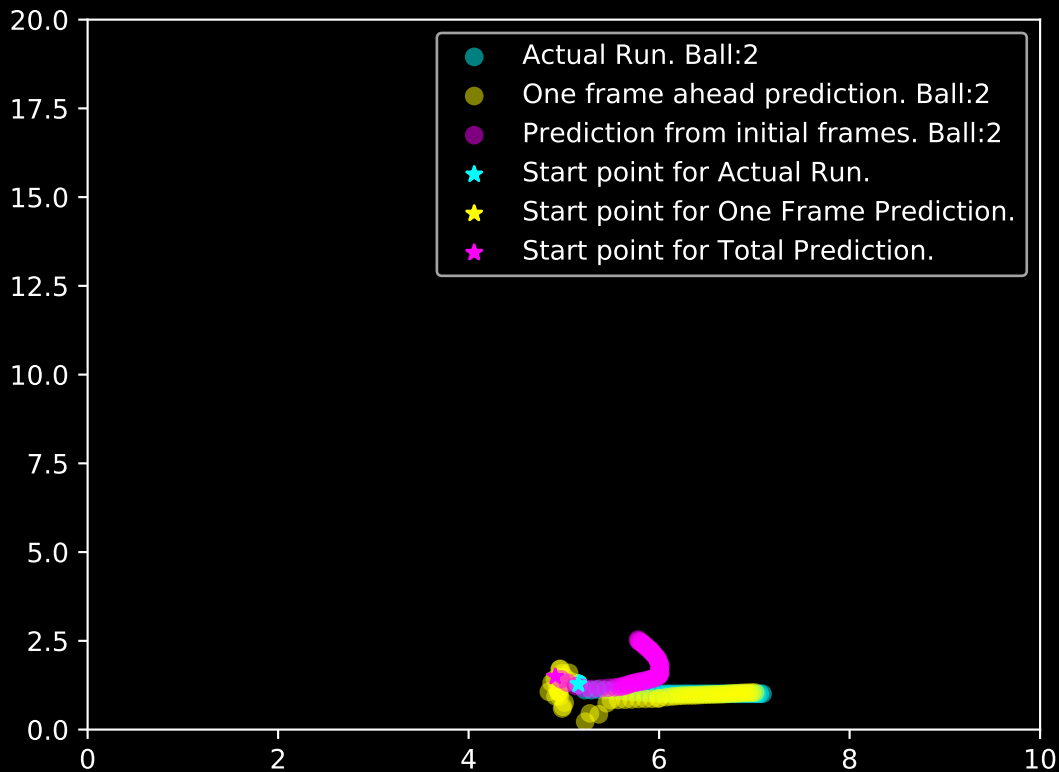 20.0
17.5
15.0
12.5
10.0
7.5
5.0
2.5
0.0
Actual Run. Ball:2
One frame ahead prediction. Ball:2
Prediction from initial frames. Ball:2
Start point for Actual Run.
Start point for One Frame Prediction.
Start point for Total Prediction.
0 2 4 6 8 10